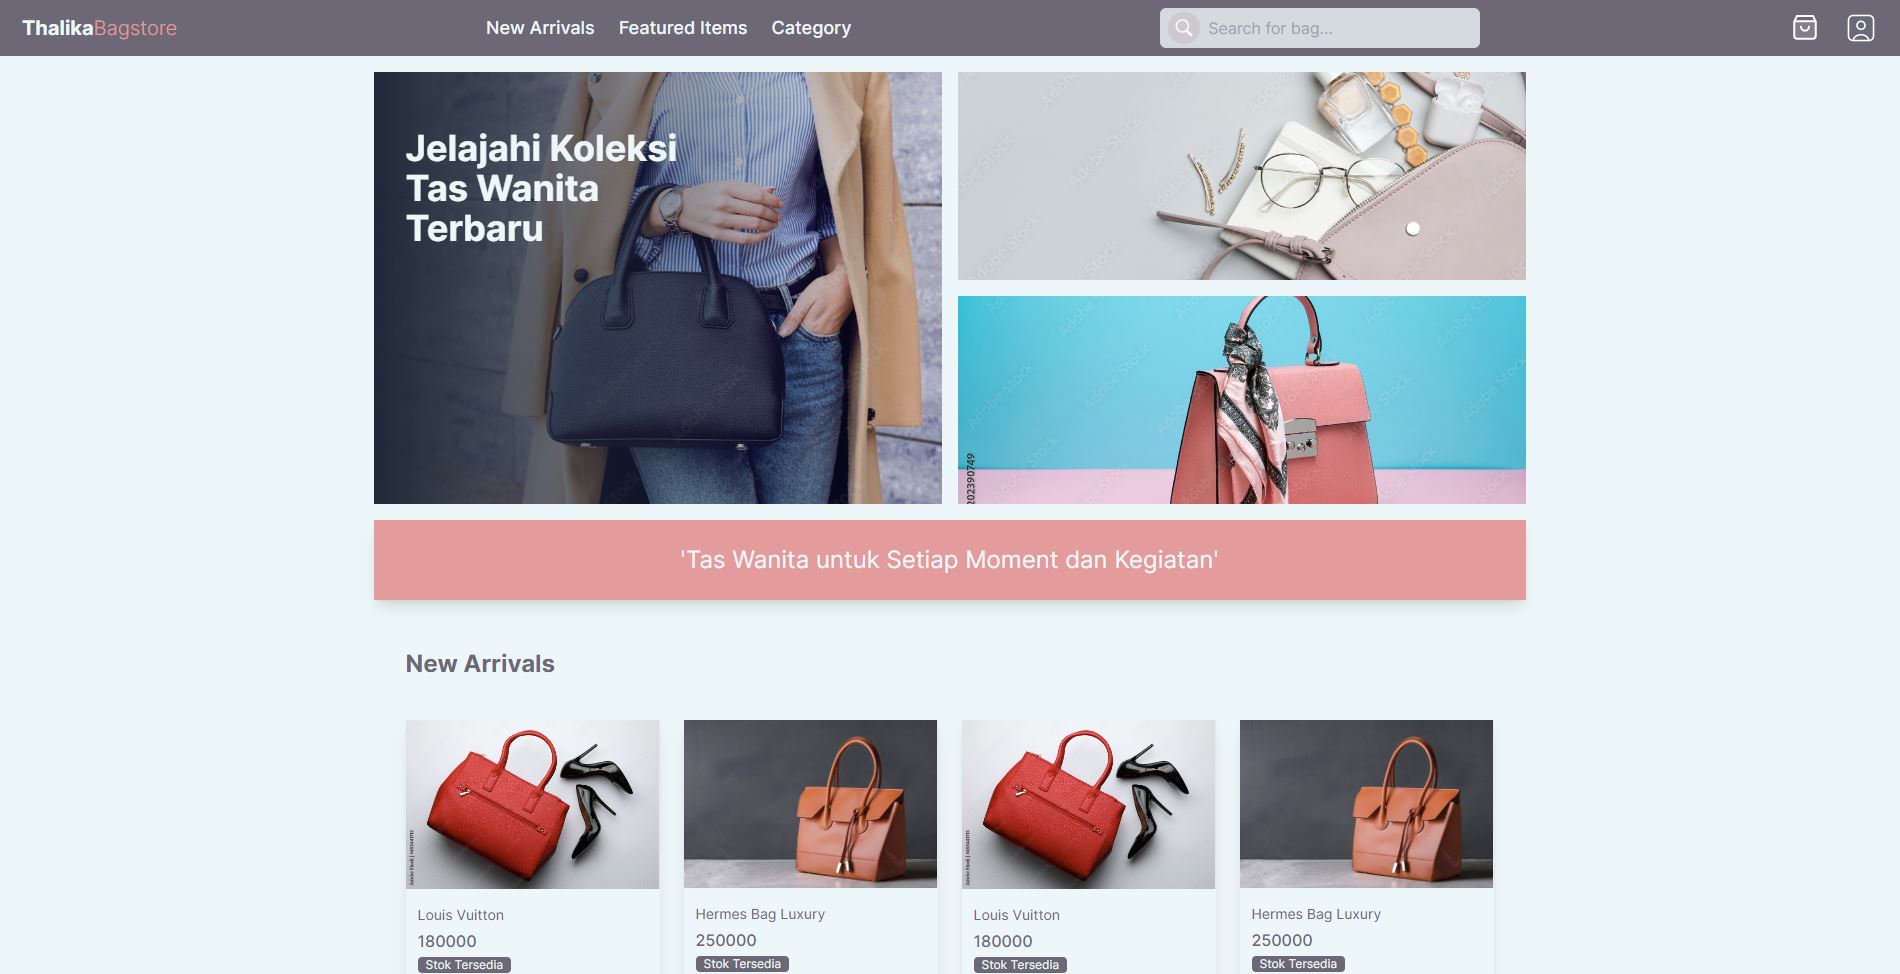 ThalikaBagstore
New Arrivals
Featured Items
Category
Search for bag...
Jelajahi Koleksi
Tas Wanita
Terbaru
Adobe Stock
202390749
'Tas Wanita untuk Setiap Moment dan Kegiatan'
New Arrivals
Louis Vuitton
180000
Stok Tersedia
Hermes Bag Luxury
250000
Stok Tersedia
Louis Vuitton
180000
Stok Tersedia
Hermes Bag Luxury
250000
Stok Tersedia